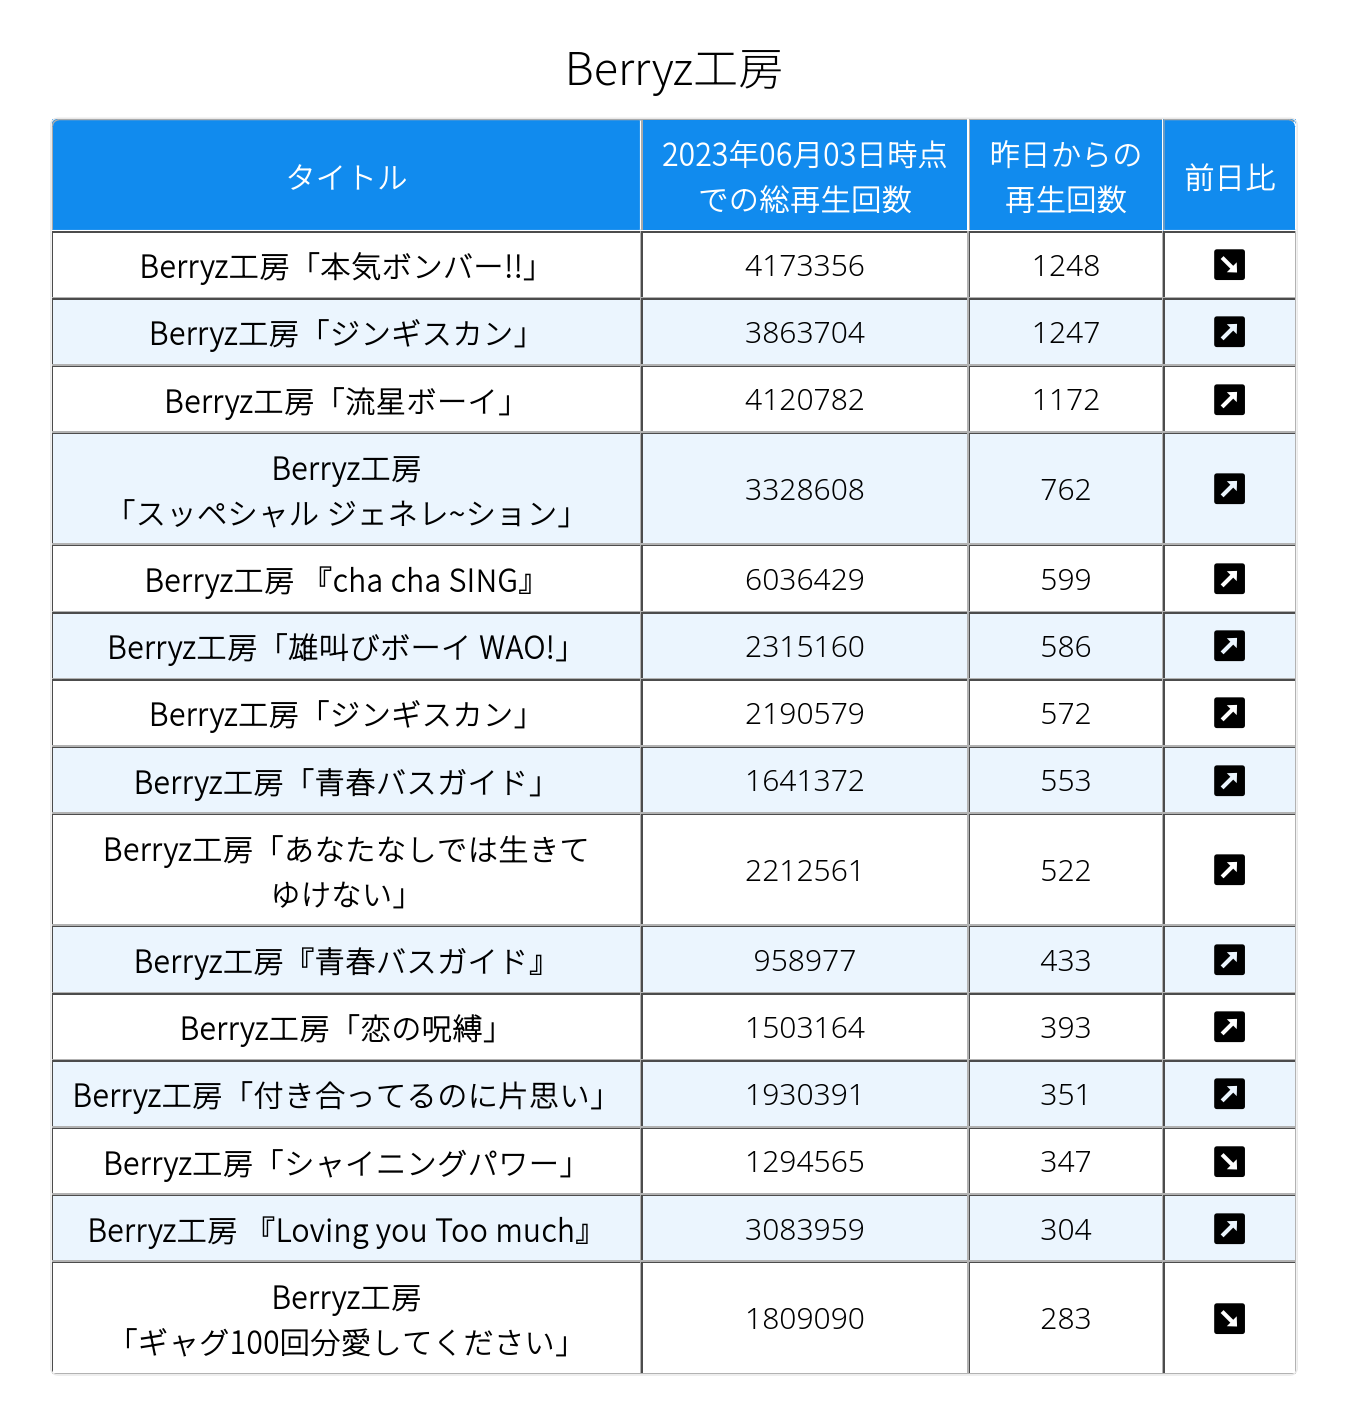 Berryz工房
タイトル
2023年06月03日時点
での総再生回数
昨日からの
再生回数
前日比
Berryz工房「本気ボンバー!!」 4173356 1248
Berryz工房「ジンギスカン」 3863704 1247
Berryz工房「流星ボーイ」 4120782 1172
Berryz工房
「スッペシャル ジェネレ~ション」 3328608 762
Berryz工房 『cha cha SING』 6036429 599
Berryz工房「雄叫びボーイ WAO!」 2315160 586
Berryz工房「ジンギスカン」 2190579 572
Berryz工房「青春バスガイド」 1641372 553
Berryz工房「あなたなしでは生きて
ゆけない」 2212561 522
Berryz工房『青春バスガイド』 958977 433
Berryz工房「恋の呪縛」 1503164 393
Berryz工房「付き合ってるのに片思い」 1930391 351
Berryz工房「シャイニングパワー」 1294565 347
Berryz工房 『Loving you Too much』 3083959 304
Berryz工房
「ギャグ100回分愛してください」 1809090 283